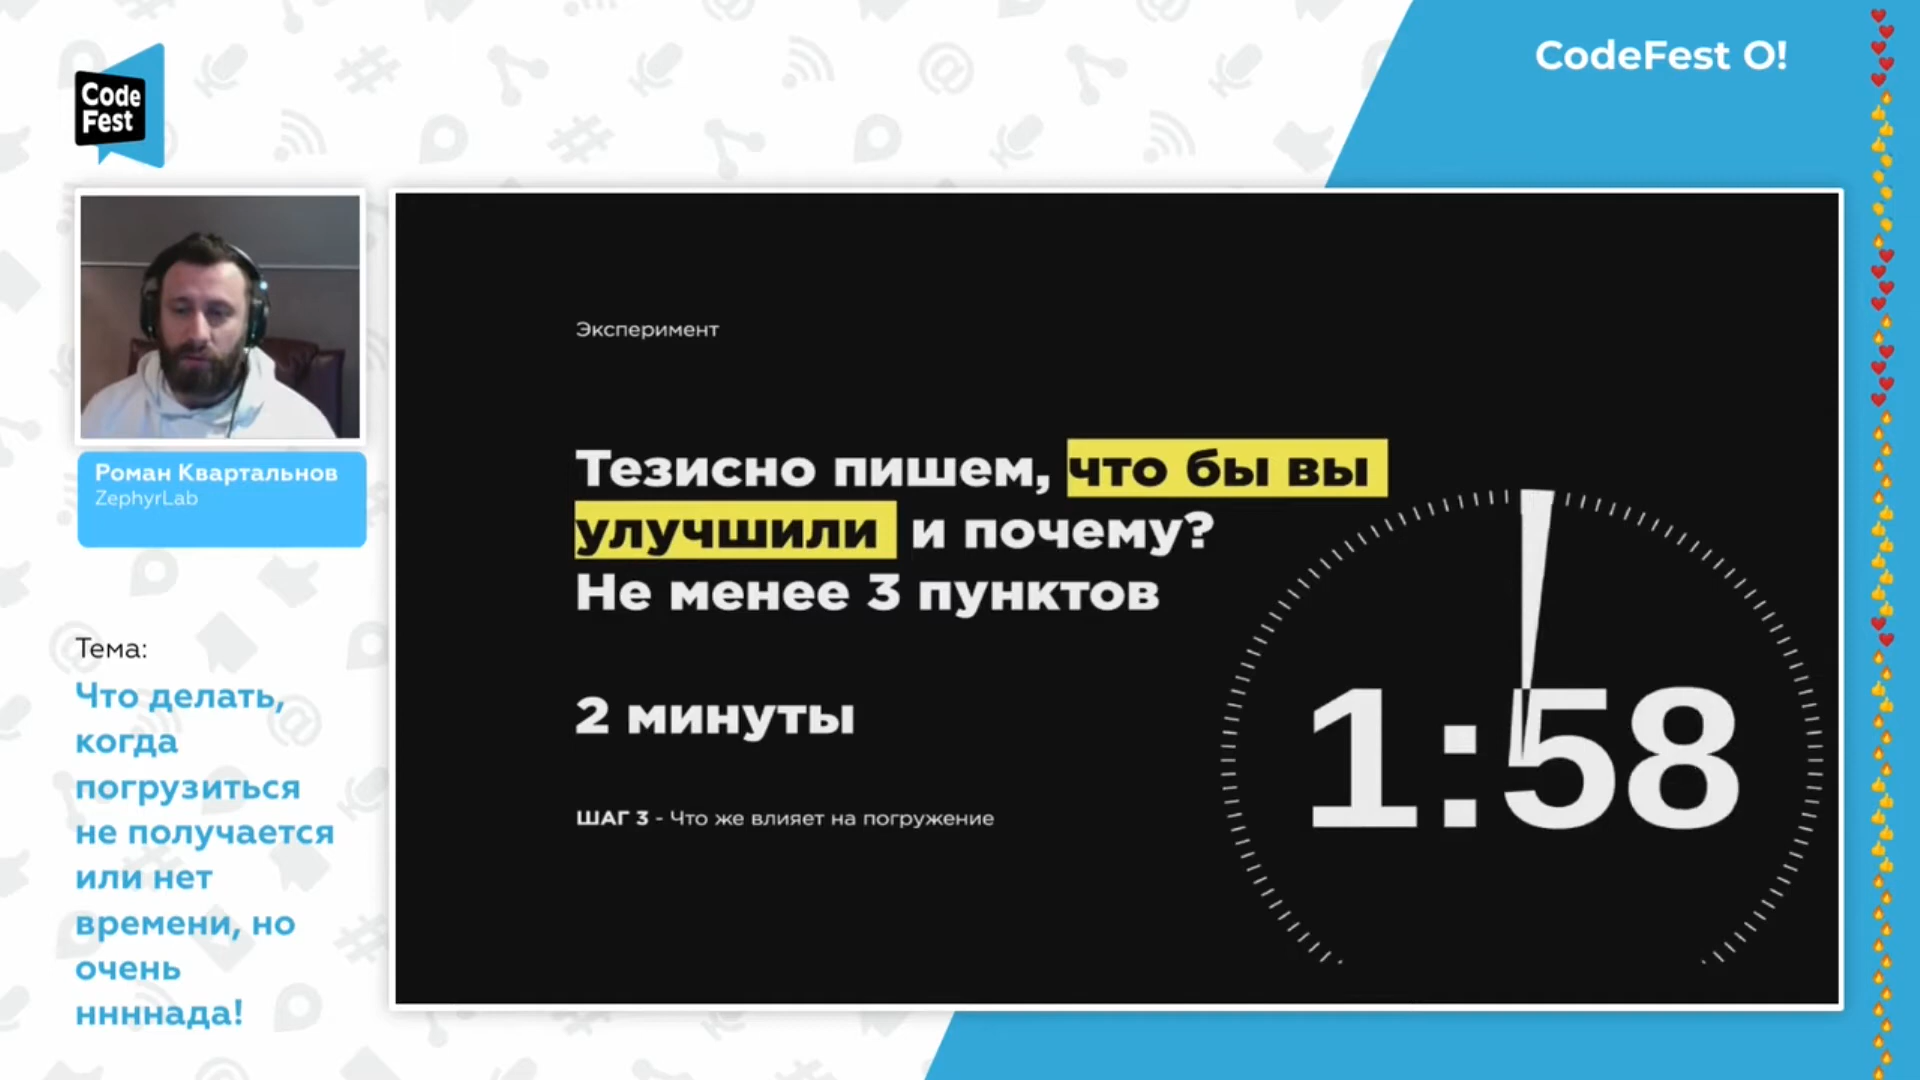 Code
Fest
CodeFest О!
Роман Квартальнов
ZephyrLab
Тема:
Что делать,
когда
погрузиться
не получается
или нет
времени, но
очень
ннннада!
Эксперимент
Тезисно пишем, что бы вы
улучшили и почему?
Не менее 3 пунктов
2 минуты
ШАГ 3 - Что же влияет на погружение
1:58